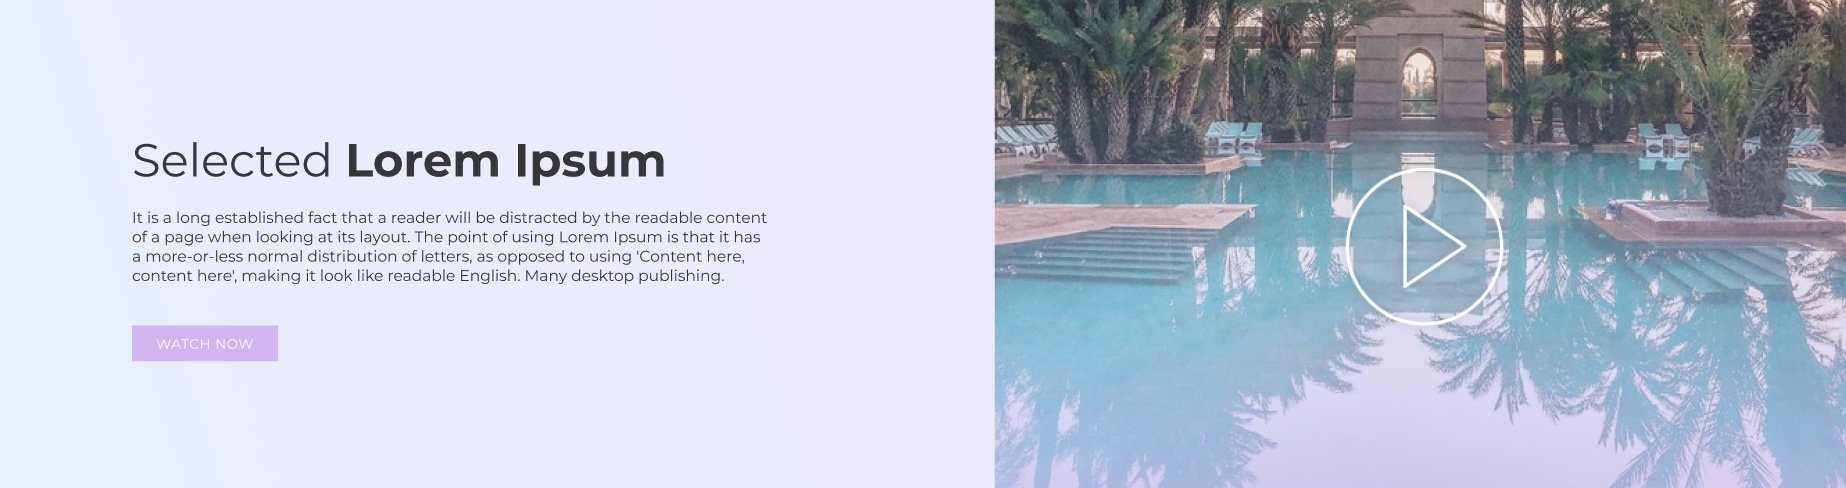 Selected Lorem Ipsum
It is a long established fact that a reader will be distracted by the readable content
of a page when looking at its layout. The point of using Lorem Ipsum is that it has
a more-or-less normal distribution of letters, as opposed to using 'Content here,
content here', making it look like readable English. Many desktop publishing.
WATCH NOW